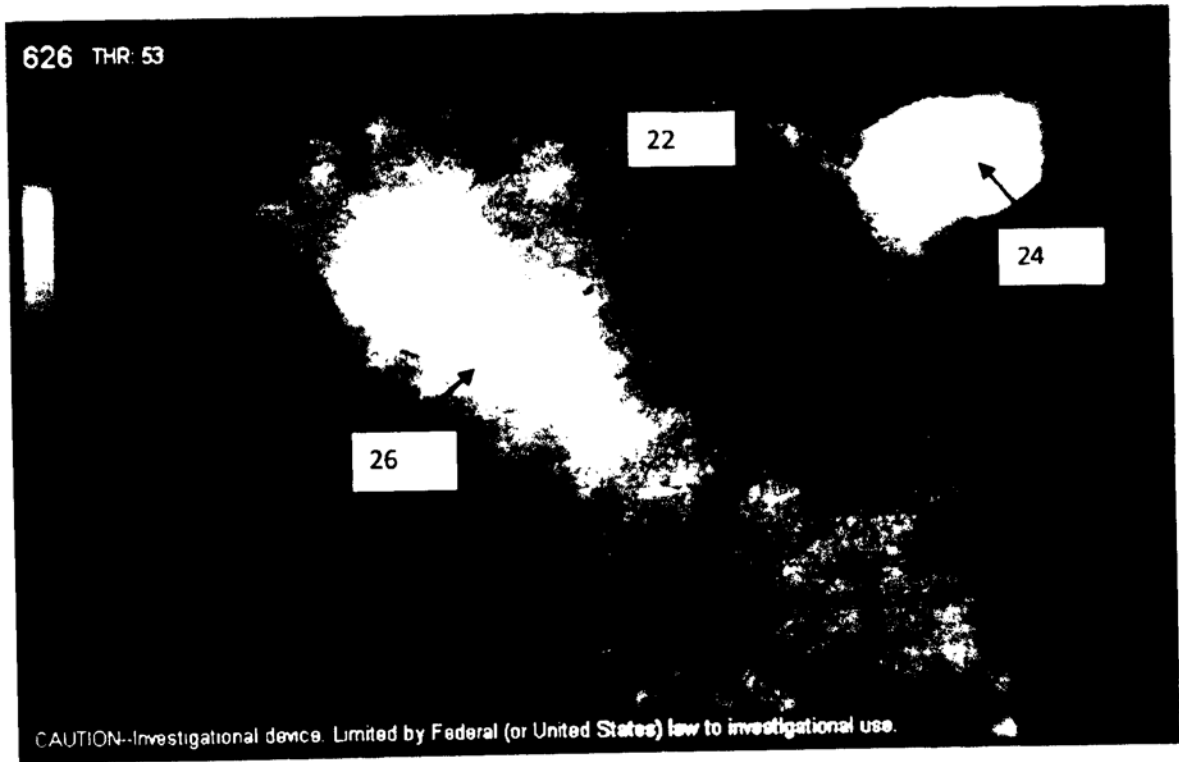 626 THR: 53
22
24
26
CAUTION--Investigational device. Limited by Federal (or United States) law to investigational use.